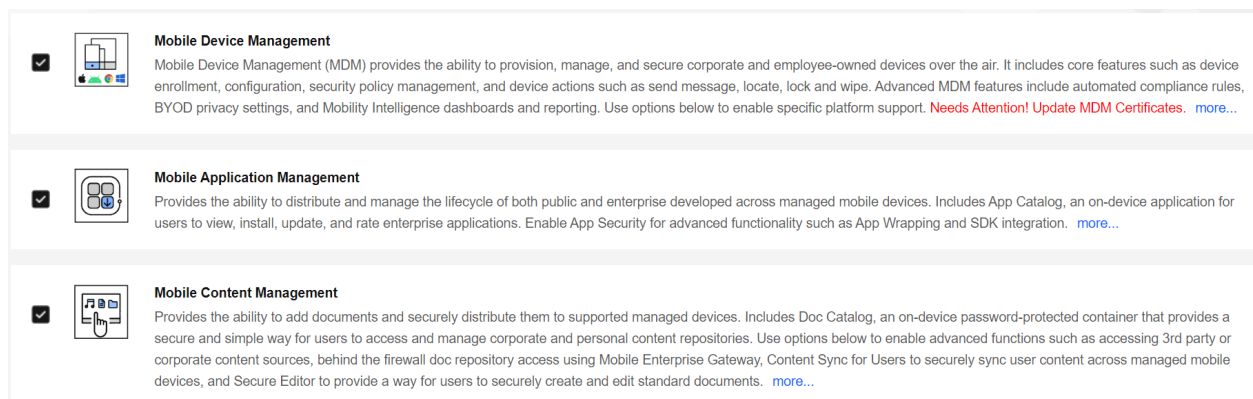 Mobile Device Management
Mobile Device Management (MDM) provides the ability to provision, manage, and secure corporate and employee-owned devices over the air. It includes core features such as device
enrollment, configuration, security policy management, and device actions such as send message, locate, lock and wipe. Advanced MDM features include automated compliance rules,
BYOD privacy settings, and Mobility Intelligence dashboards and reporting. Use options below to enable specific platform support. Needs Attention! Update MDM Certificates. more...
Mobile Application Management
Provides the ability to distribute and manage the lifecycle of both public and enterprise developed across managed mobile devices. Includes App Catalog, an on-device application for
users to view, install, update, and rate enterprise applications. Enable App Security for advanced functionality such as App Wrapping and SDK integration. more...
Mobile Content Management
Provides the ability to add documents and securely distribute them to supported managed devices. Includes Doc Catalog, an on-device password-protected container that provides a
secure and simple way for users to access and manage corporate and personal content repositories. Use options below to enable advanced functions such as accessing 3rd party or
corporate content sources, behind the firewall doc repository access using Mobile Enterprise Gateway, Content Sync for Users to securely sync user content across managed mobile
devices, and Secure Editor to provide a way for users to securely create and edit standard documents. more...